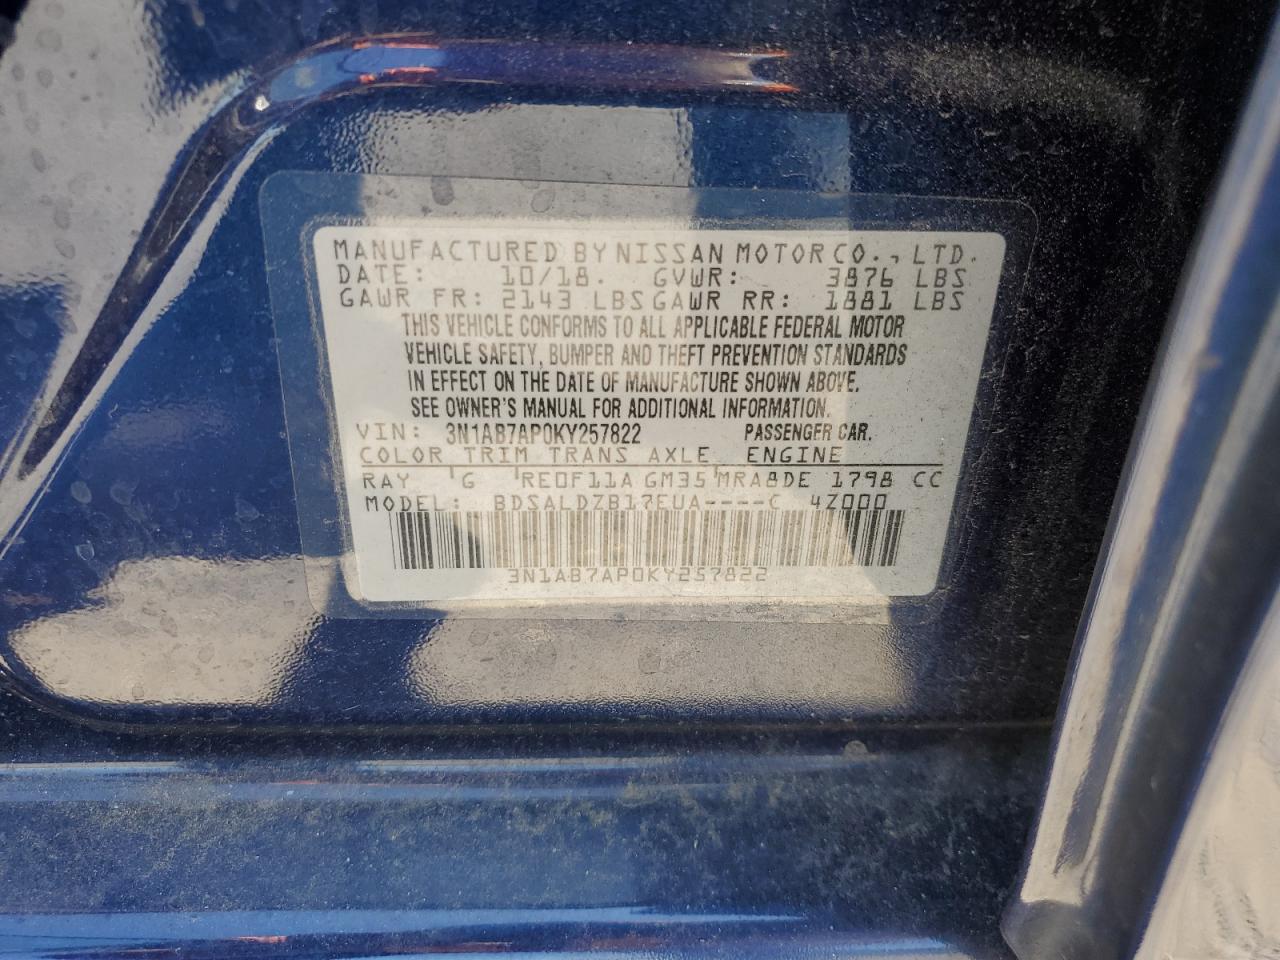 MANUFACTURED BY NISSAN MOTOR CO., LTD.
DATE: 10/18. GVWR: 3876 LBS
GAWR FR: 2143 LBS GAWR RR: 1881 LBS
THIS VEHICLE CONFORMS TO ALL APPLICABLE FEDERAL MOTOR
VEHICLE SAFETY, BUMPER AND THEFT PREVENTION STANDARDS
IN EFFECT ON THE DATE OF MANUFACTURE SHOWN ABOVE.
SEE OWNER'S MANUAL FOR ADDITIONAL INFORMATION.
VIN: 3N1AB7AP0KY257822 PASSENGER CAR.
COLOR TRIM TRANS AXLE ENGINE
RAY G RE0F11A GM35 MRA8DE 1798 CC
MODEL: BDSALDZB17EUA----C 4Z000
3N1AB7AP0KY257822